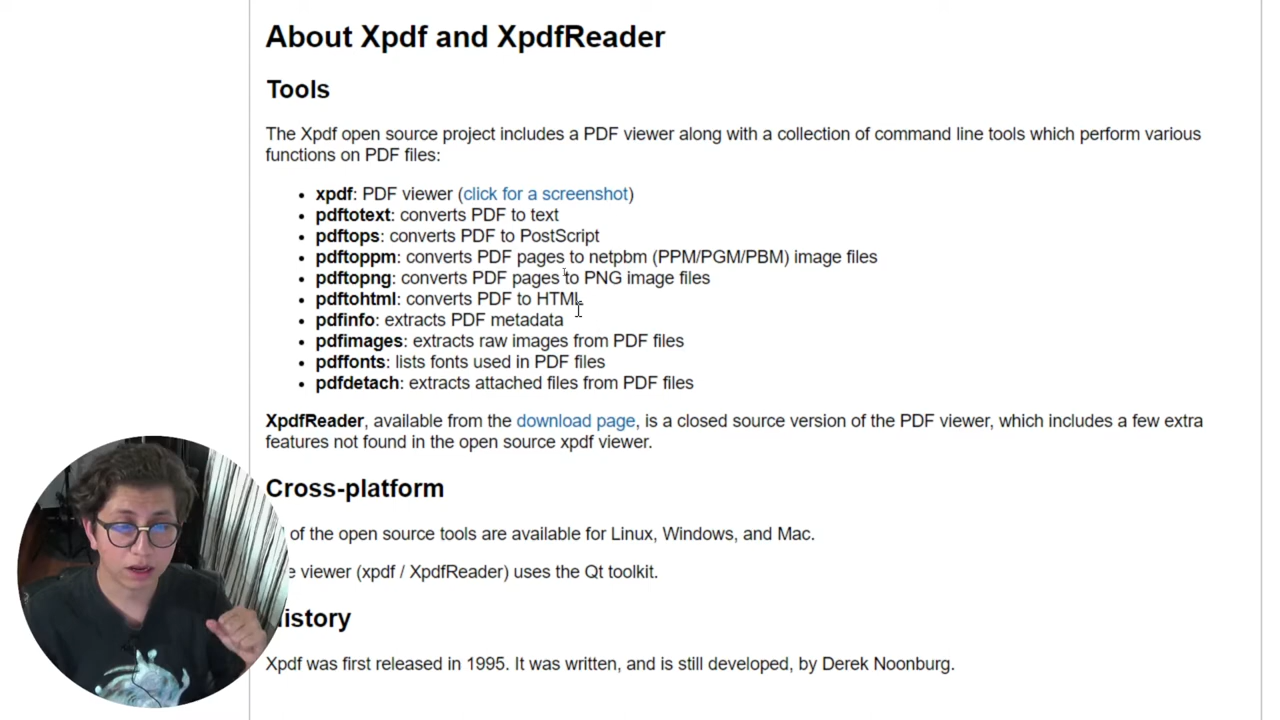 About Xpdf and XpdfReader
Tools
The Xpdf open source project includes a PDF viewer along with a collection of command line tools which perform various
functions on PDF files:
• xpdf: PDF viewer (click for a screenshot)
• pdftotext: converts PDF to text
• pdftops: converts PDF to PostScript
• pdftoppm: converts PDF pages to netpbm (PPM/PGM/PBM) image files
• pdftopng: converts PDF pages to PNG image files
• pdftohtml: converts PDF to HTML
• pdfinfo: extracts PDF metadata
• pdfimages: extracts raw images from PDF files
• pdffonts: lists fonts used in PDF files
• pdfdetach: extracts attached files from PDF files
XpdfReader, available from the download page, is a closed source version of the PDF viewer, which includes a few extra
features not found in the open source xpdf viewer.
Cross-platform
of the open source tools are available for Linux, Windows, and Mac.
viewer (xpdf / XpdfReader) uses the Qt toolkit.
History
Xpdf was first released in 1995. It was written, and is still developed, by Derek Noonburg.